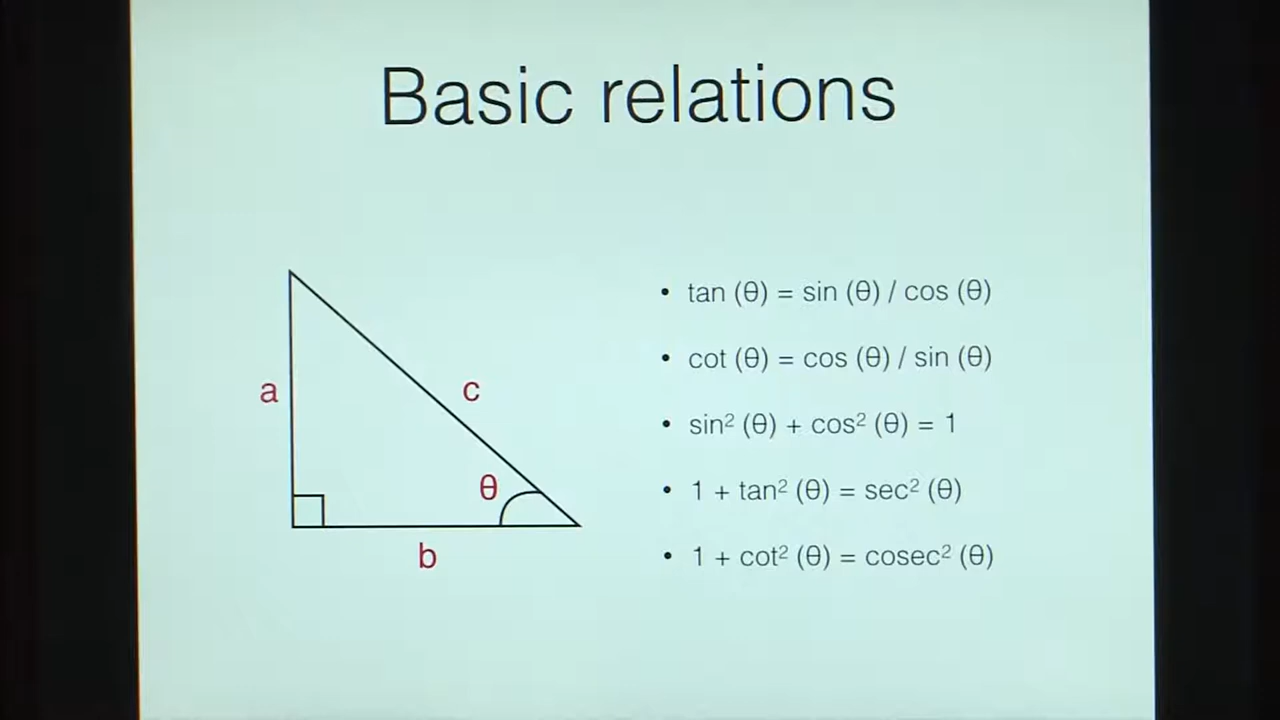 Basic relations
a
c
θ
b
• tan (θ) = sin (θ) / cos (θ)
• cot (θ) = cos (θ) / sin (θ)
• sin² (θ) + cos² (θ) = 1
• 1 + tan² (θ) = sec² (θ)
• 1 + cot² (θ) = cosec² (θ)